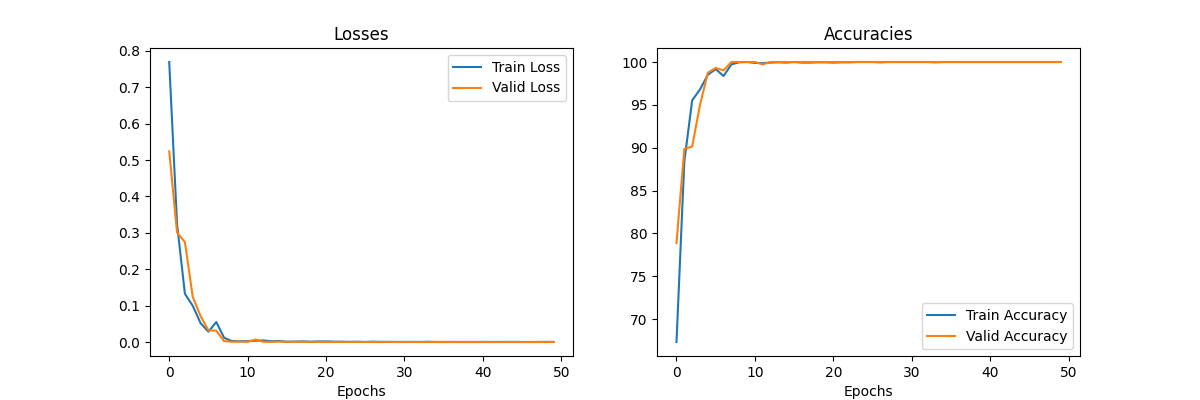 Losses
0.8
0.7
0.6
0.5
0.4
0.3
0.2
0.1
0.0
0 10 20 30 40 50
Epochs
Train Loss
Valid Loss
Accuracies
100
95
90
85
80
75
70
0 10 20 30 40 50
Epochs
Train Accuracy
Valid Accuracy